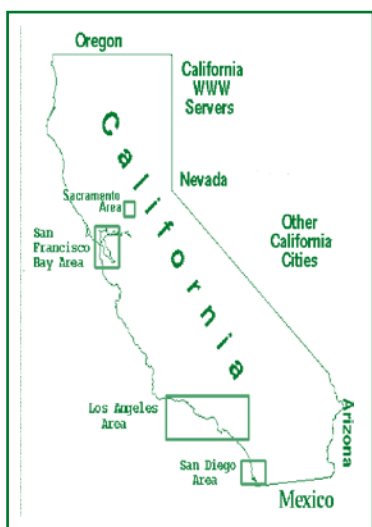 Oregon
California
WWW
Servers
California
Nevada
Sacramento
Area
San
Francisco
Bay Area
Other
California
Cities
Los Angeles
Area
Arizona
San Diego
Area
Mexico